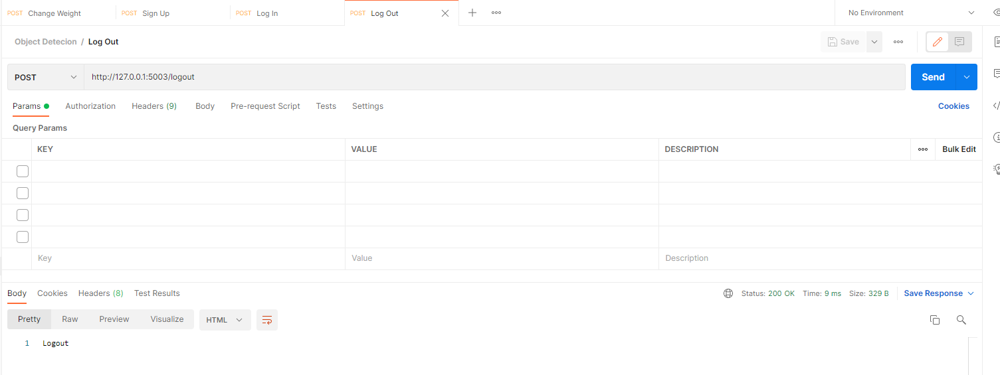 POST Change Weight POST Sign Up POST Log In POST Log Out No Environment
Object Detecion / Log Out Save
POST http://127.0.0.1:5003/logout Send
Params Authorization Headers (9) Body Pre-request Script Tests Settings Cookies
Query Params
KEY VALUE DESCRIPTION Bulk Edit
Key Value Description
Body Cookies Headers (8) Test Results Status: 200 OK Time: 9 ms Size: 329 B Save Response
Pretty Raw Preview Visualize HTML
1 Logout